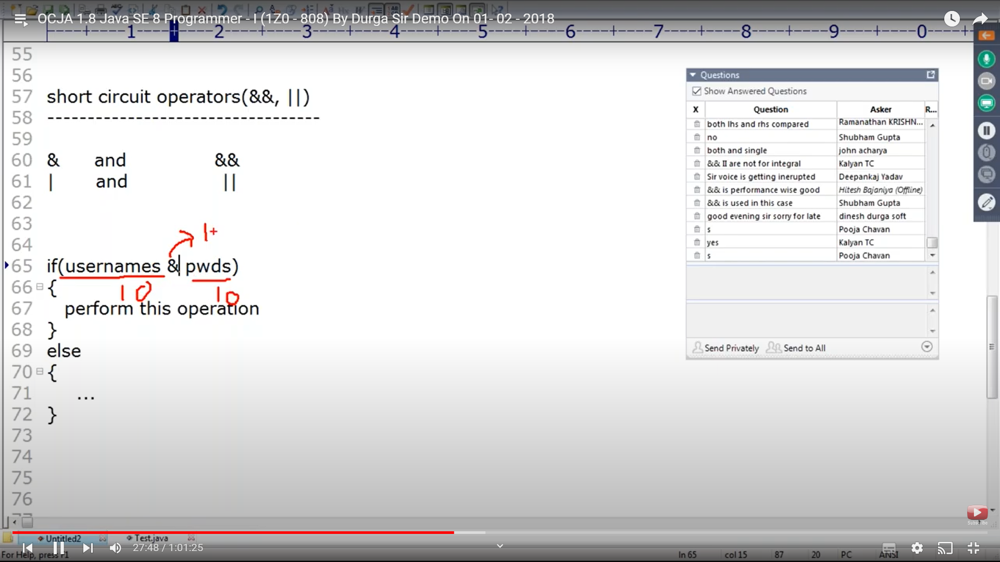 OCJA 1.8 Java SE 8 Programmer - I (1Z0 - 808) By Durga Sir Demo On 01- 02 - 2018
|----+----1----+----2----+----3----+----4----+----5----+----6----+----7----+----8----+----9----+----0----+--
55
56
57 short circuit operators(&&, ||)
58 --------------------------------
59
60 & and &&
61 | and ||
62
63
64
1+
65 if(usernames & pwds)
10 10
66 {
67 perform this operation
68 }
69 else
70 {
71 ...
72 }
73
74
75
76
Questions
Show Answered Questions
X Question Asker R...
both lhs and rhs compared Ramanathan KRISHN...
no Shubham Gupta
both and single john acharya
&& II are not for integral Kalyan TC
Sir voice is getting inerupted Deepankaj Yadav
&& is performance wise good Hitesh Bajaniya (Offline)
&& is used in this case Shubham Gupta
good evening sir sorry for late dinesh durga soft
s Pooja Chavan
yes Kalyan TC
s Pooja Chavan
Send Privately Send to All
Subscribe
Untitled2 Test.java
27:48 / 1:01:25
For Help, press F1 ln 65 col 15 87 20 PC ANSI